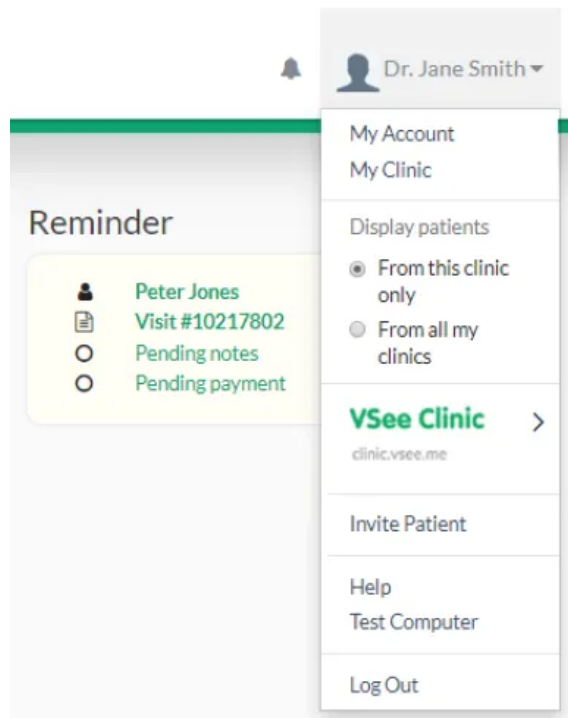 Dr. Jane Smith
My Account
My Clinic
Reminder
Peter Jones
Visit #10217802
Pending notes
Pending payment
Display patients
From this clinic
only
From all my
clinics
VSee Clinic
clinic.vsee.me
Invite Patient
Help
Test Computer
Log Out